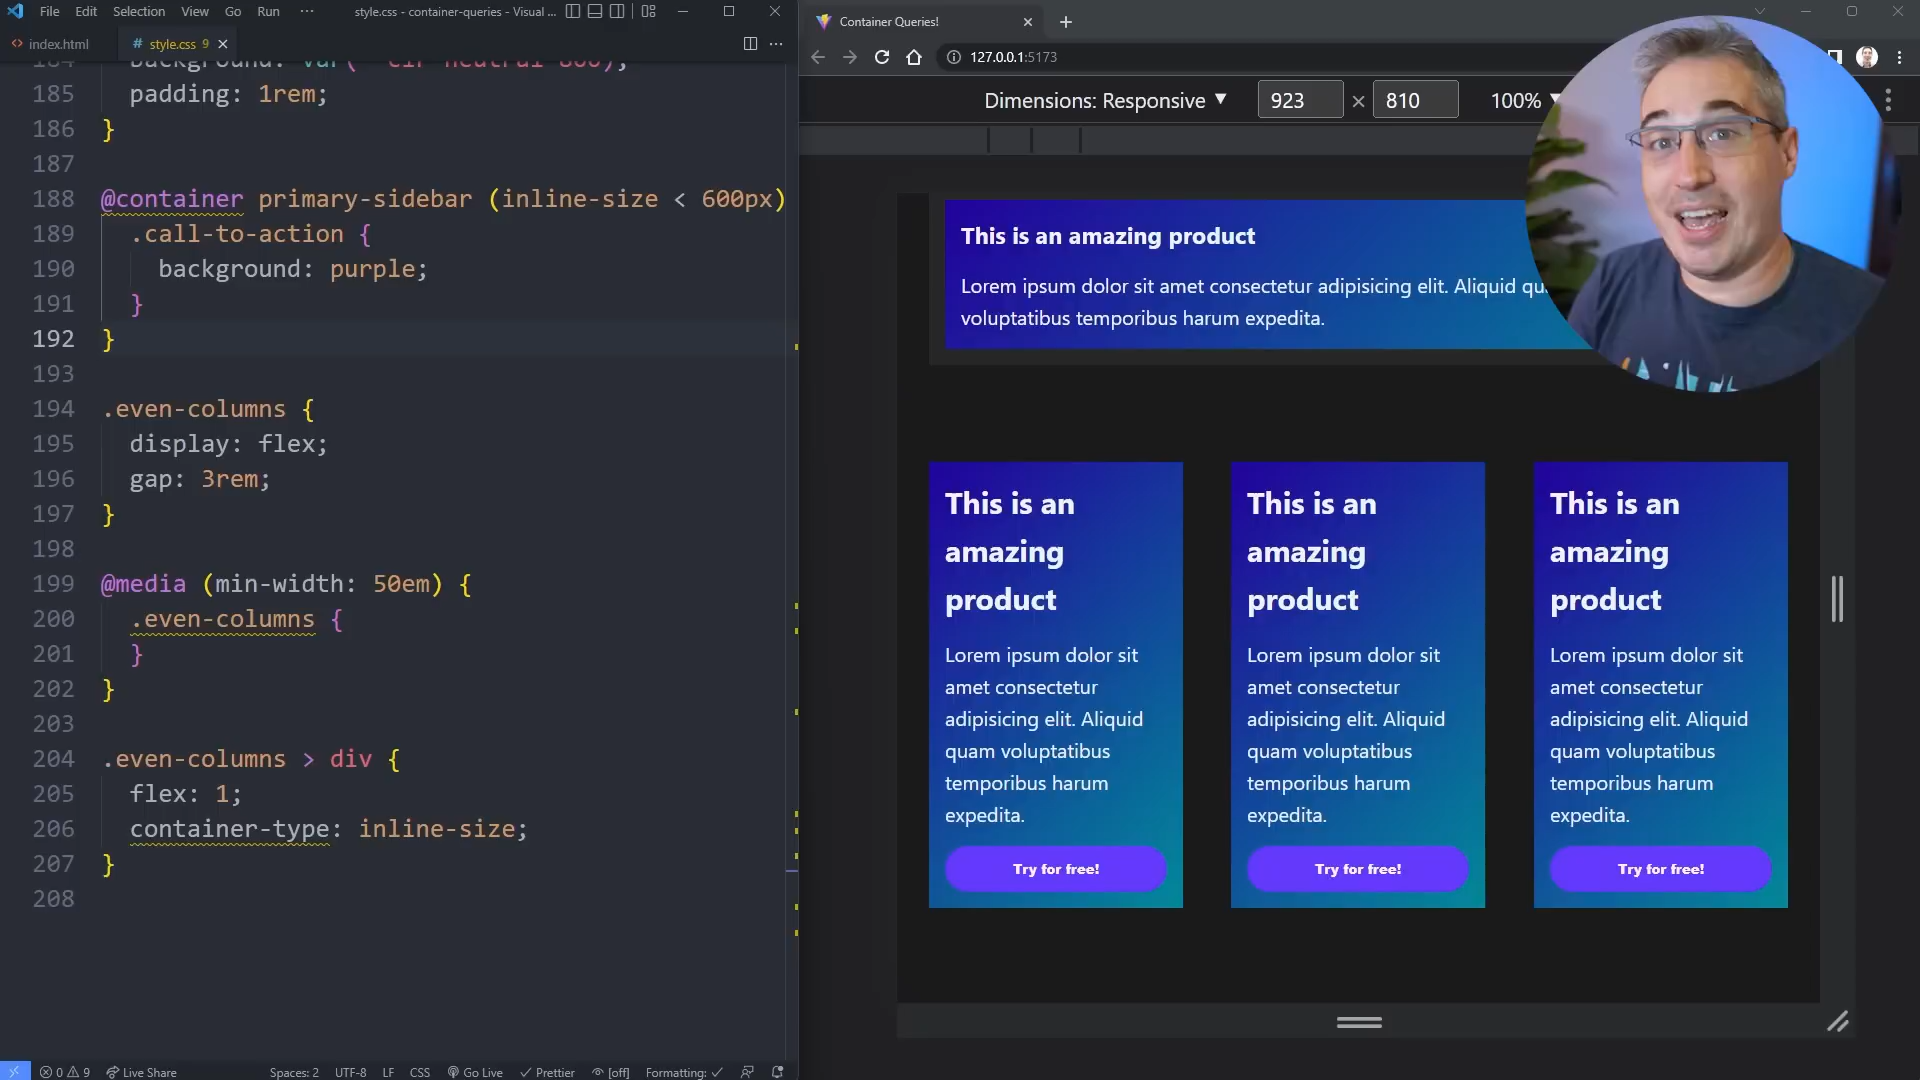 File Edit Selection View Go Run ··· style.css - container-queries - Visual ...
index.html
# style.css 9
184 background: var(--clr-neutral-800);
185 padding: 1rem;
186 }
187
188 @container primary-sidebar (inline-size < 600px)
189 .call-to-action {
190 background: purple;
191 }
192 }
193
194 .even-columns {
195 display: flex;
196 gap: 3rem;
197 }
198
199 @media (min-width: 50em) {
200 .even-columns {
201 }
202 }
203
204 .even-columns > div {
205 flex: 1;
206 container-type: inline-size;
207 }
208
0 9 Live Share Spaces: 2 UTF-8 LF CSS Go Live Prettier [off] Formatting:
Container Queries!
127.0.0.1:5173
Dimensions: Responsive 923 × 810 100%
This is an amazing product
Lorem ipsum dolor sit amet consectetur adipisicing elit. Aliquid qu
voluptatibus temporibus harum expedita.
This is an
amazing
product
Lorem ipsum dolor sit
amet consectetur
adipisicing elit. Aliquid
quam voluptatibus
temporibus harum
expedita.
Try for free!
This is an
amazing
product
Lorem ipsum dolor sit
amet consectetur
adipisicing elit. Aliquid
quam voluptatibus
temporibus harum
expedita.
Try for free!
This is an
amazing
product
Lorem ipsum dolor sit
amet consectetur
adipisicing elit. Aliquid
quam voluptatibus
temporibus harum
expedita.
Try for free!